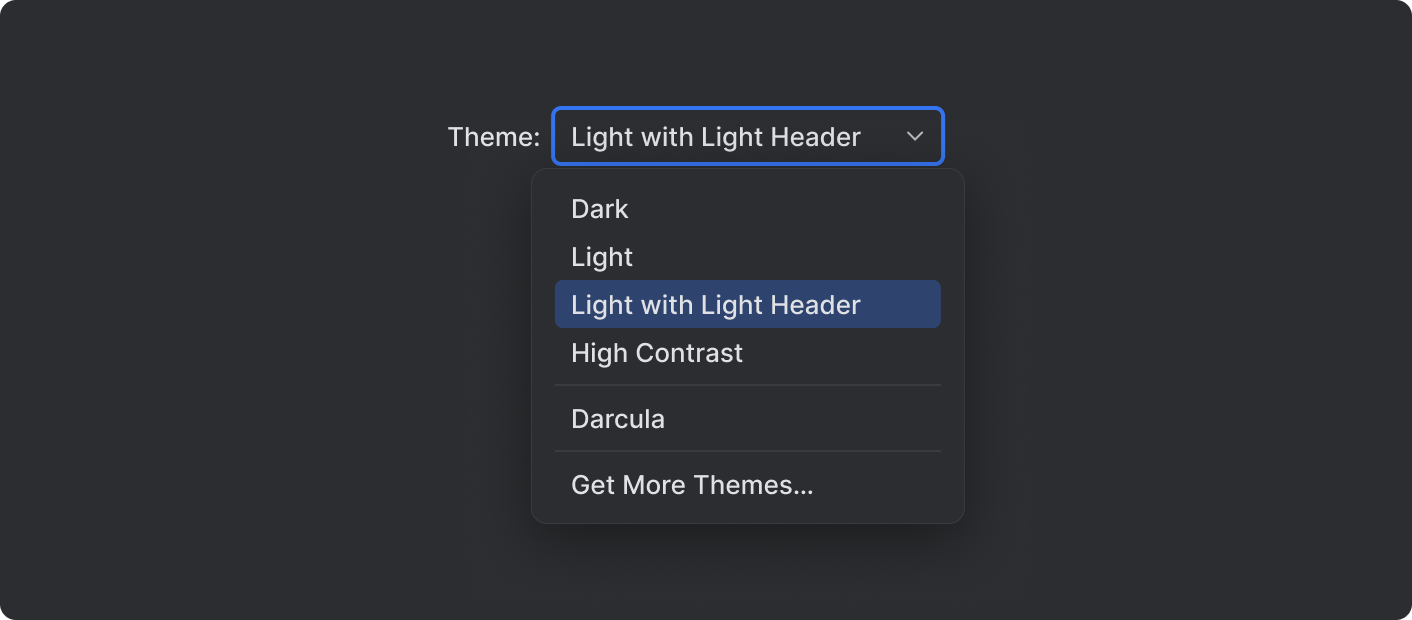 Theme: Light with Light Header
Dark
Light
Light with Light Header
High Contrast
Darcula
Get More Themes...